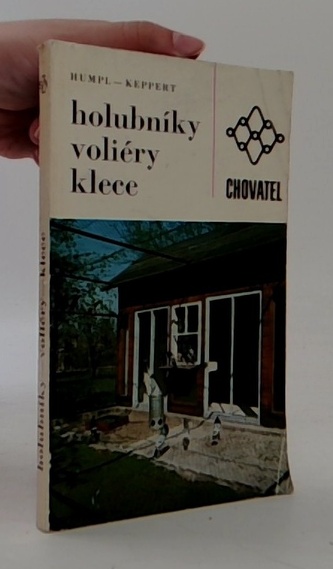 HUMPL — KEPPERT
holubníky
voliéry
klece
CHOVATEL
holubníky — voliéry — klece